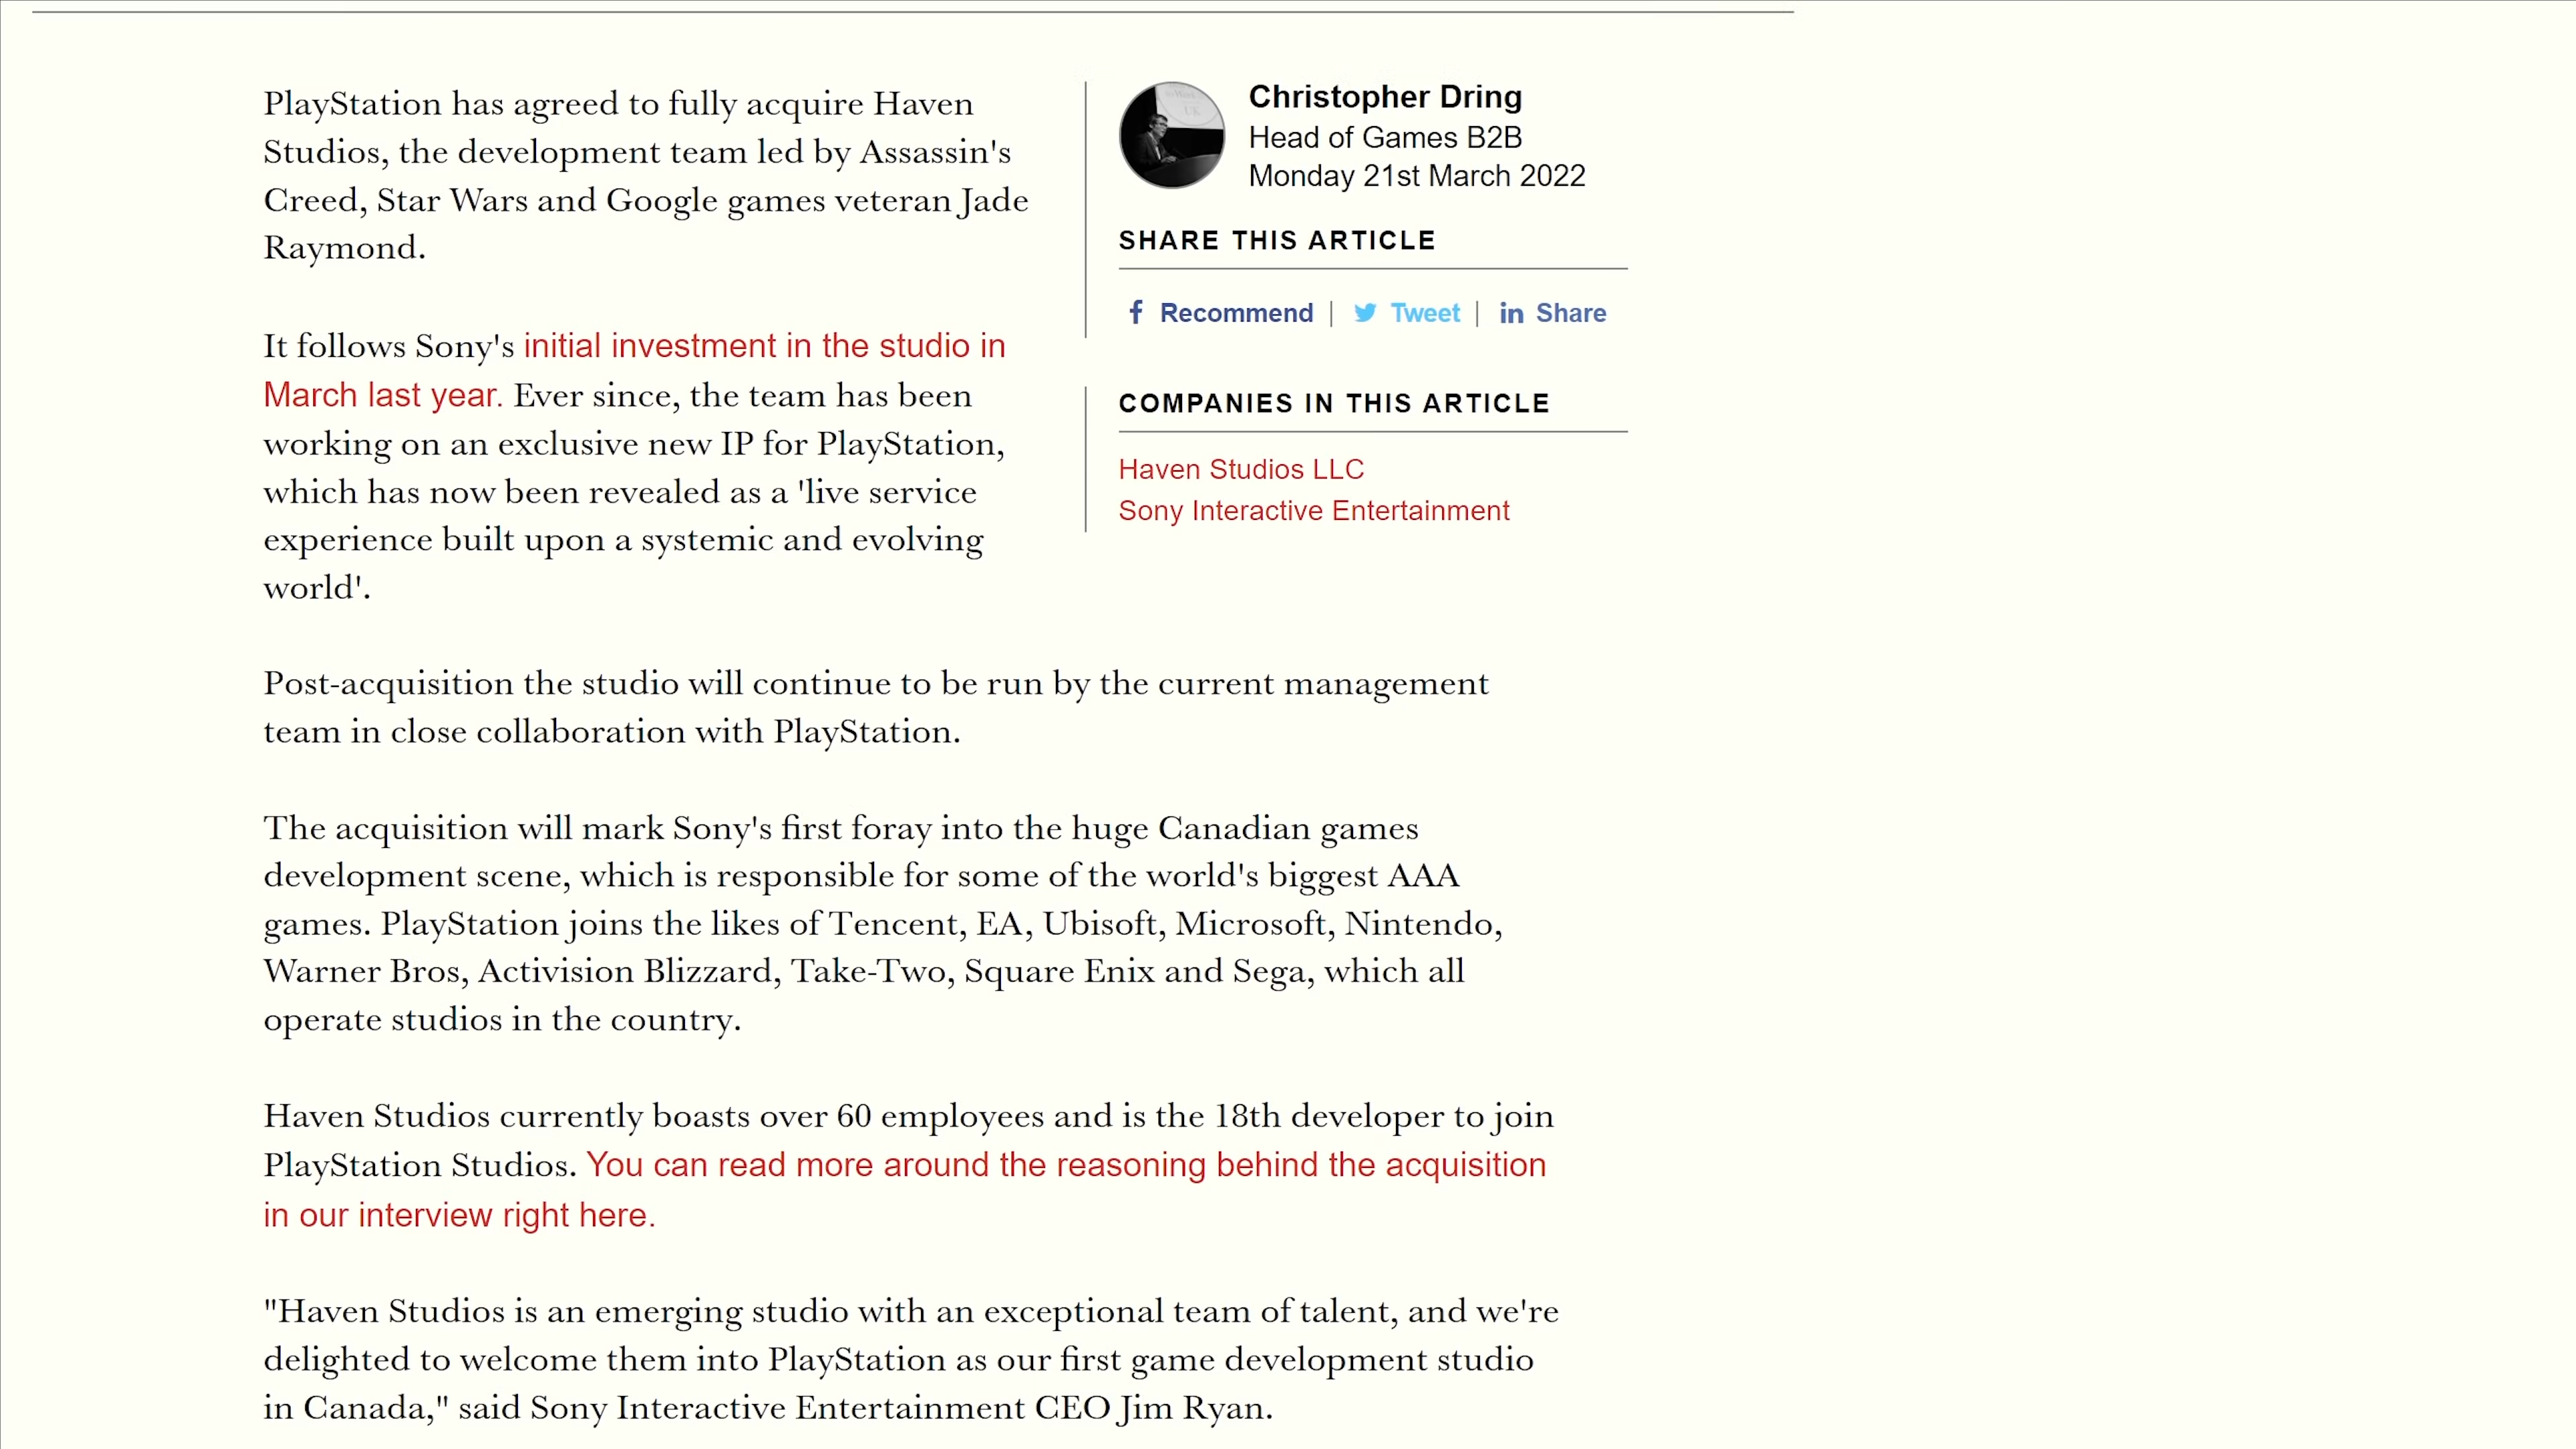 PlayStation has agreed to fully acquire Haven
Studios, the development team led by Assassin's
Creed, Star Wars and Google games veteran Jade
Raymond.
It follows Sony's initial investment in the studio in
March last year. Ever since, the team has been
working on an exclusive new IP for PlayStation,
which has now been revealed as a 'live service
experience built upon a systemic and evolving
world'.
Christopher Dring
Head of Games B2B
Monday 21st March 2022
SHARE THIS ARTICLE
Recommend | Tweet | in Share
COMPANIES IN THIS ARTICLE
Haven Studios LLC
Sony Interactive Entertainment
Post-acquisition the studio will continue to be run by the current management
team in close collaboration with PlayStation.
The acquisition will mark Sony's first foray into the huge Canadian games
development scene, which is responsible for some of the world's biggest AAA
games. PlayStation joins the likes of Tencent, EA, Ubisoft, Microsoft, Nintendo,
Warner Bros, Activision Blizzard, Take-Two, Square Enix and Sega, which all
operate studios in the country.
Haven Studios currently boasts over 60 employees and is the 18th developer to join
PlayStation Studios. You can read more around the reasoning behind the acquisition
in our interview right here.
"Haven Studios is an emerging studio with an exceptional team of talent, and we're
delighted to welcome them into PlayStation as our first game development studio
in Canada," said Sony Interactive Entertainment CEO Jim Ryan.